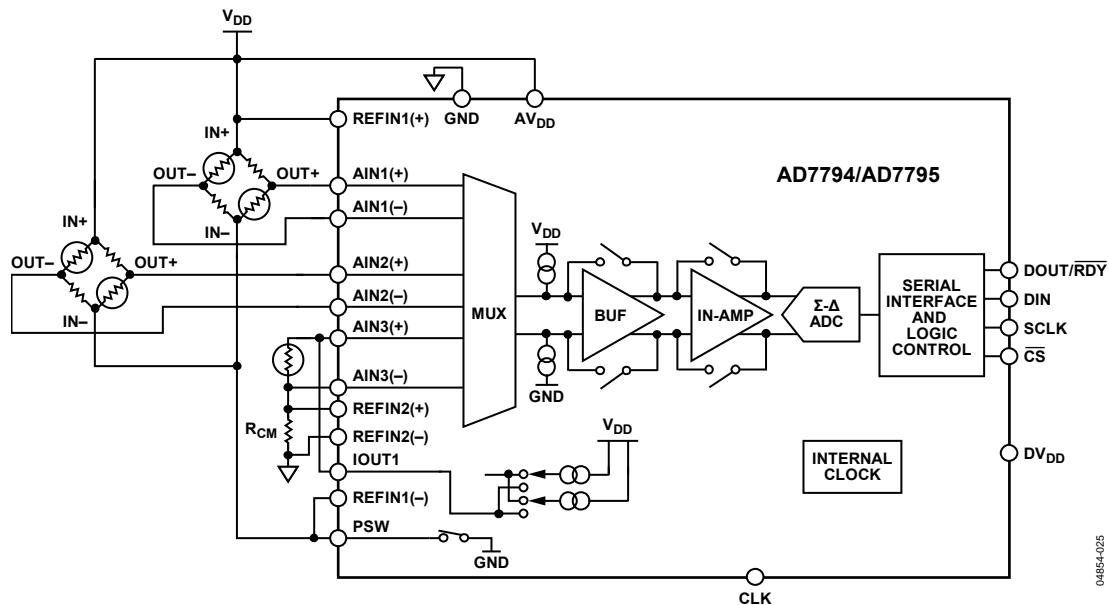 VDD
GND
AVDD
REFIN1(+)
IN+
OUT–
OUT+
IN–
AIN1(+)
AIN1(–)
AD7794/AD7795
IN+
OUT–
OUT+
IN–
AIN2(+)
AIN2(–)
AIN3(+)
AIN3(–)
REFIN2(+)
RCM
REFIN2(–)
IOUT1
REFIN1(–)
PSW
MUX
VDD
GND
BUF
IN-AMP
Σ-Δ
ADC
SERIAL
INTERFACE
AND
LOGIC
CONTROL
DOUT/RDY
DIN
SCLK
CS
VDD
INTERNAL
CLOCK
DVDD
GND
CLK
04854-025